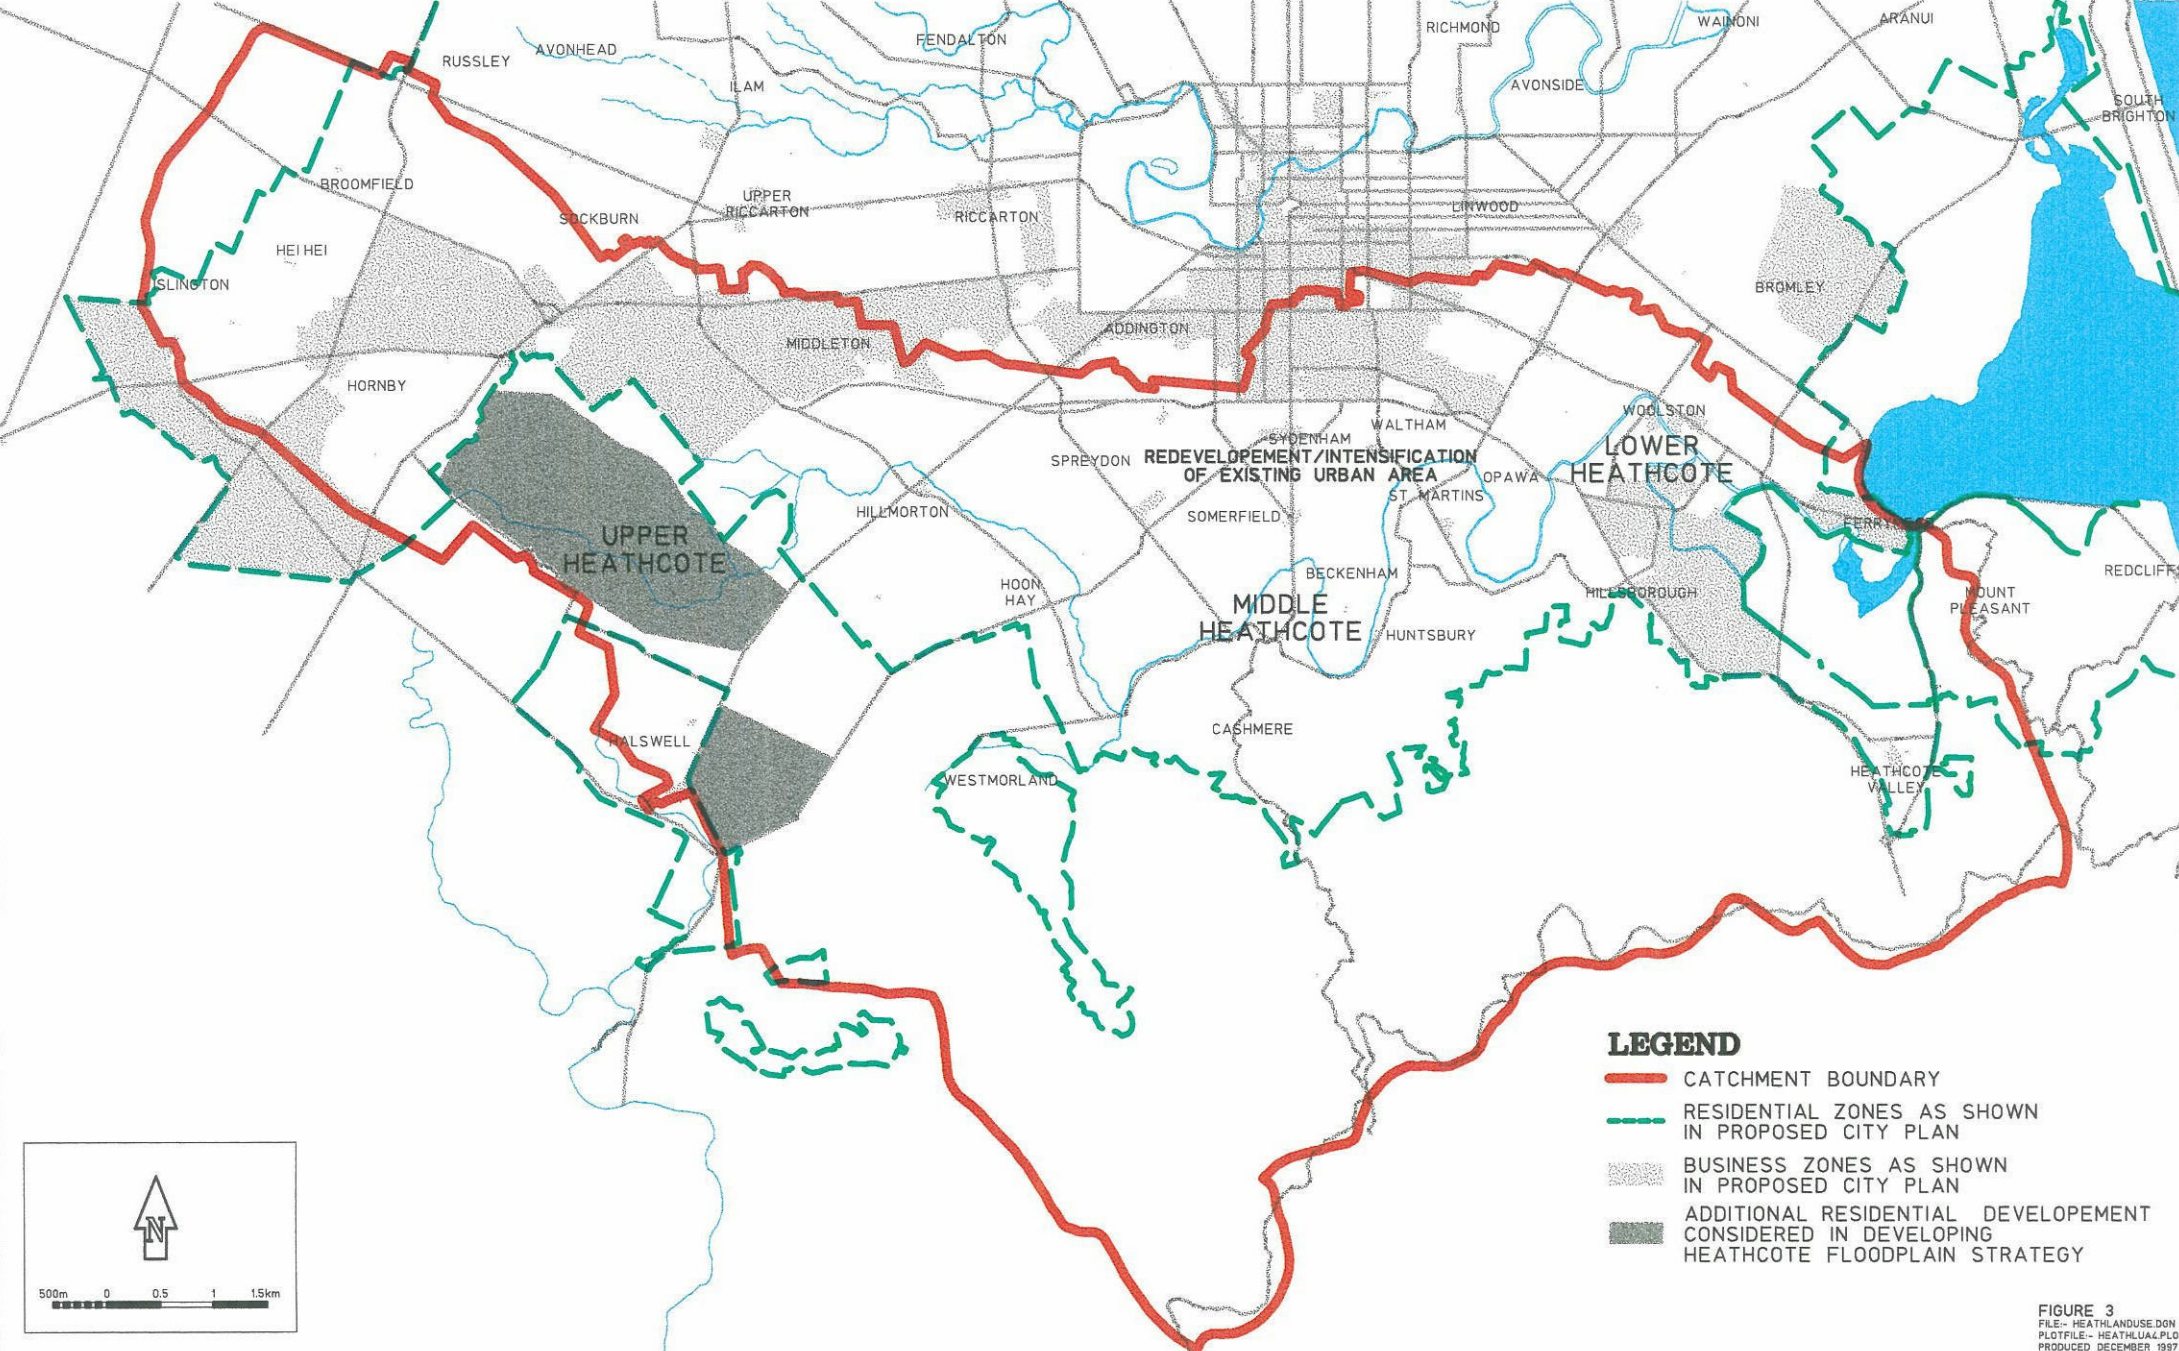 RICHMOND
WAINONI
ARANUI
FENDALTON
AVONHEAD
RUSSLEY
ILAM
AVONSIDE
SOUTH
BRIGHTON
BROOMFIELD
UPPER
RICCARTON
SOCKBURN
RICCARTON
LINWOOD
HEI HEI
ISLINGTON
BROMLEY
ADDINGTON
MIDDLETON
HORNBY
WOOLSTON
WALTHAM
SYDENHAM
LOWER
HEATHCOTE
SPREYDON
REDEVELOPEMENT/INTENSIFICATION
OF EXISTING URBAN AREA
OPAWA
ST MARTINS
HILLMORTON
SOMERFIELD
UPPER
HEATHCOTE
BECKENHAM
HOON
HAY
HILLSBOROUGH
MOUNT
PLEASANT
REDCLIFFS
MIDDLE
HEATHCOTE
HUNTSBURY
CASHMERE
HALSWELL
WESTMORLAND
HEATHCOTE
VALLEY
LEGEND
CATCHMENT BOUNDARY
RESIDENTIAL ZONES AS SHOWN
IN PROPOSED CITY PLAN
BUSINESS ZONES AS SHOWN
IN PROPOSED CITY PLAN
ADDITIONAL RESIDENTIAL DEVELOPEMENT
CONSIDERED IN DEVELOPING
HEATHCOTE FLOODPLAIN STRATEGY
N
500m 0 0.5 1 1.5km
FIGURE 3
FILE:- HEATHLANDUSE.DGN
PLOTFILE:- HEATHLUA4.PLO
PRODUCED DECEMBER 1997